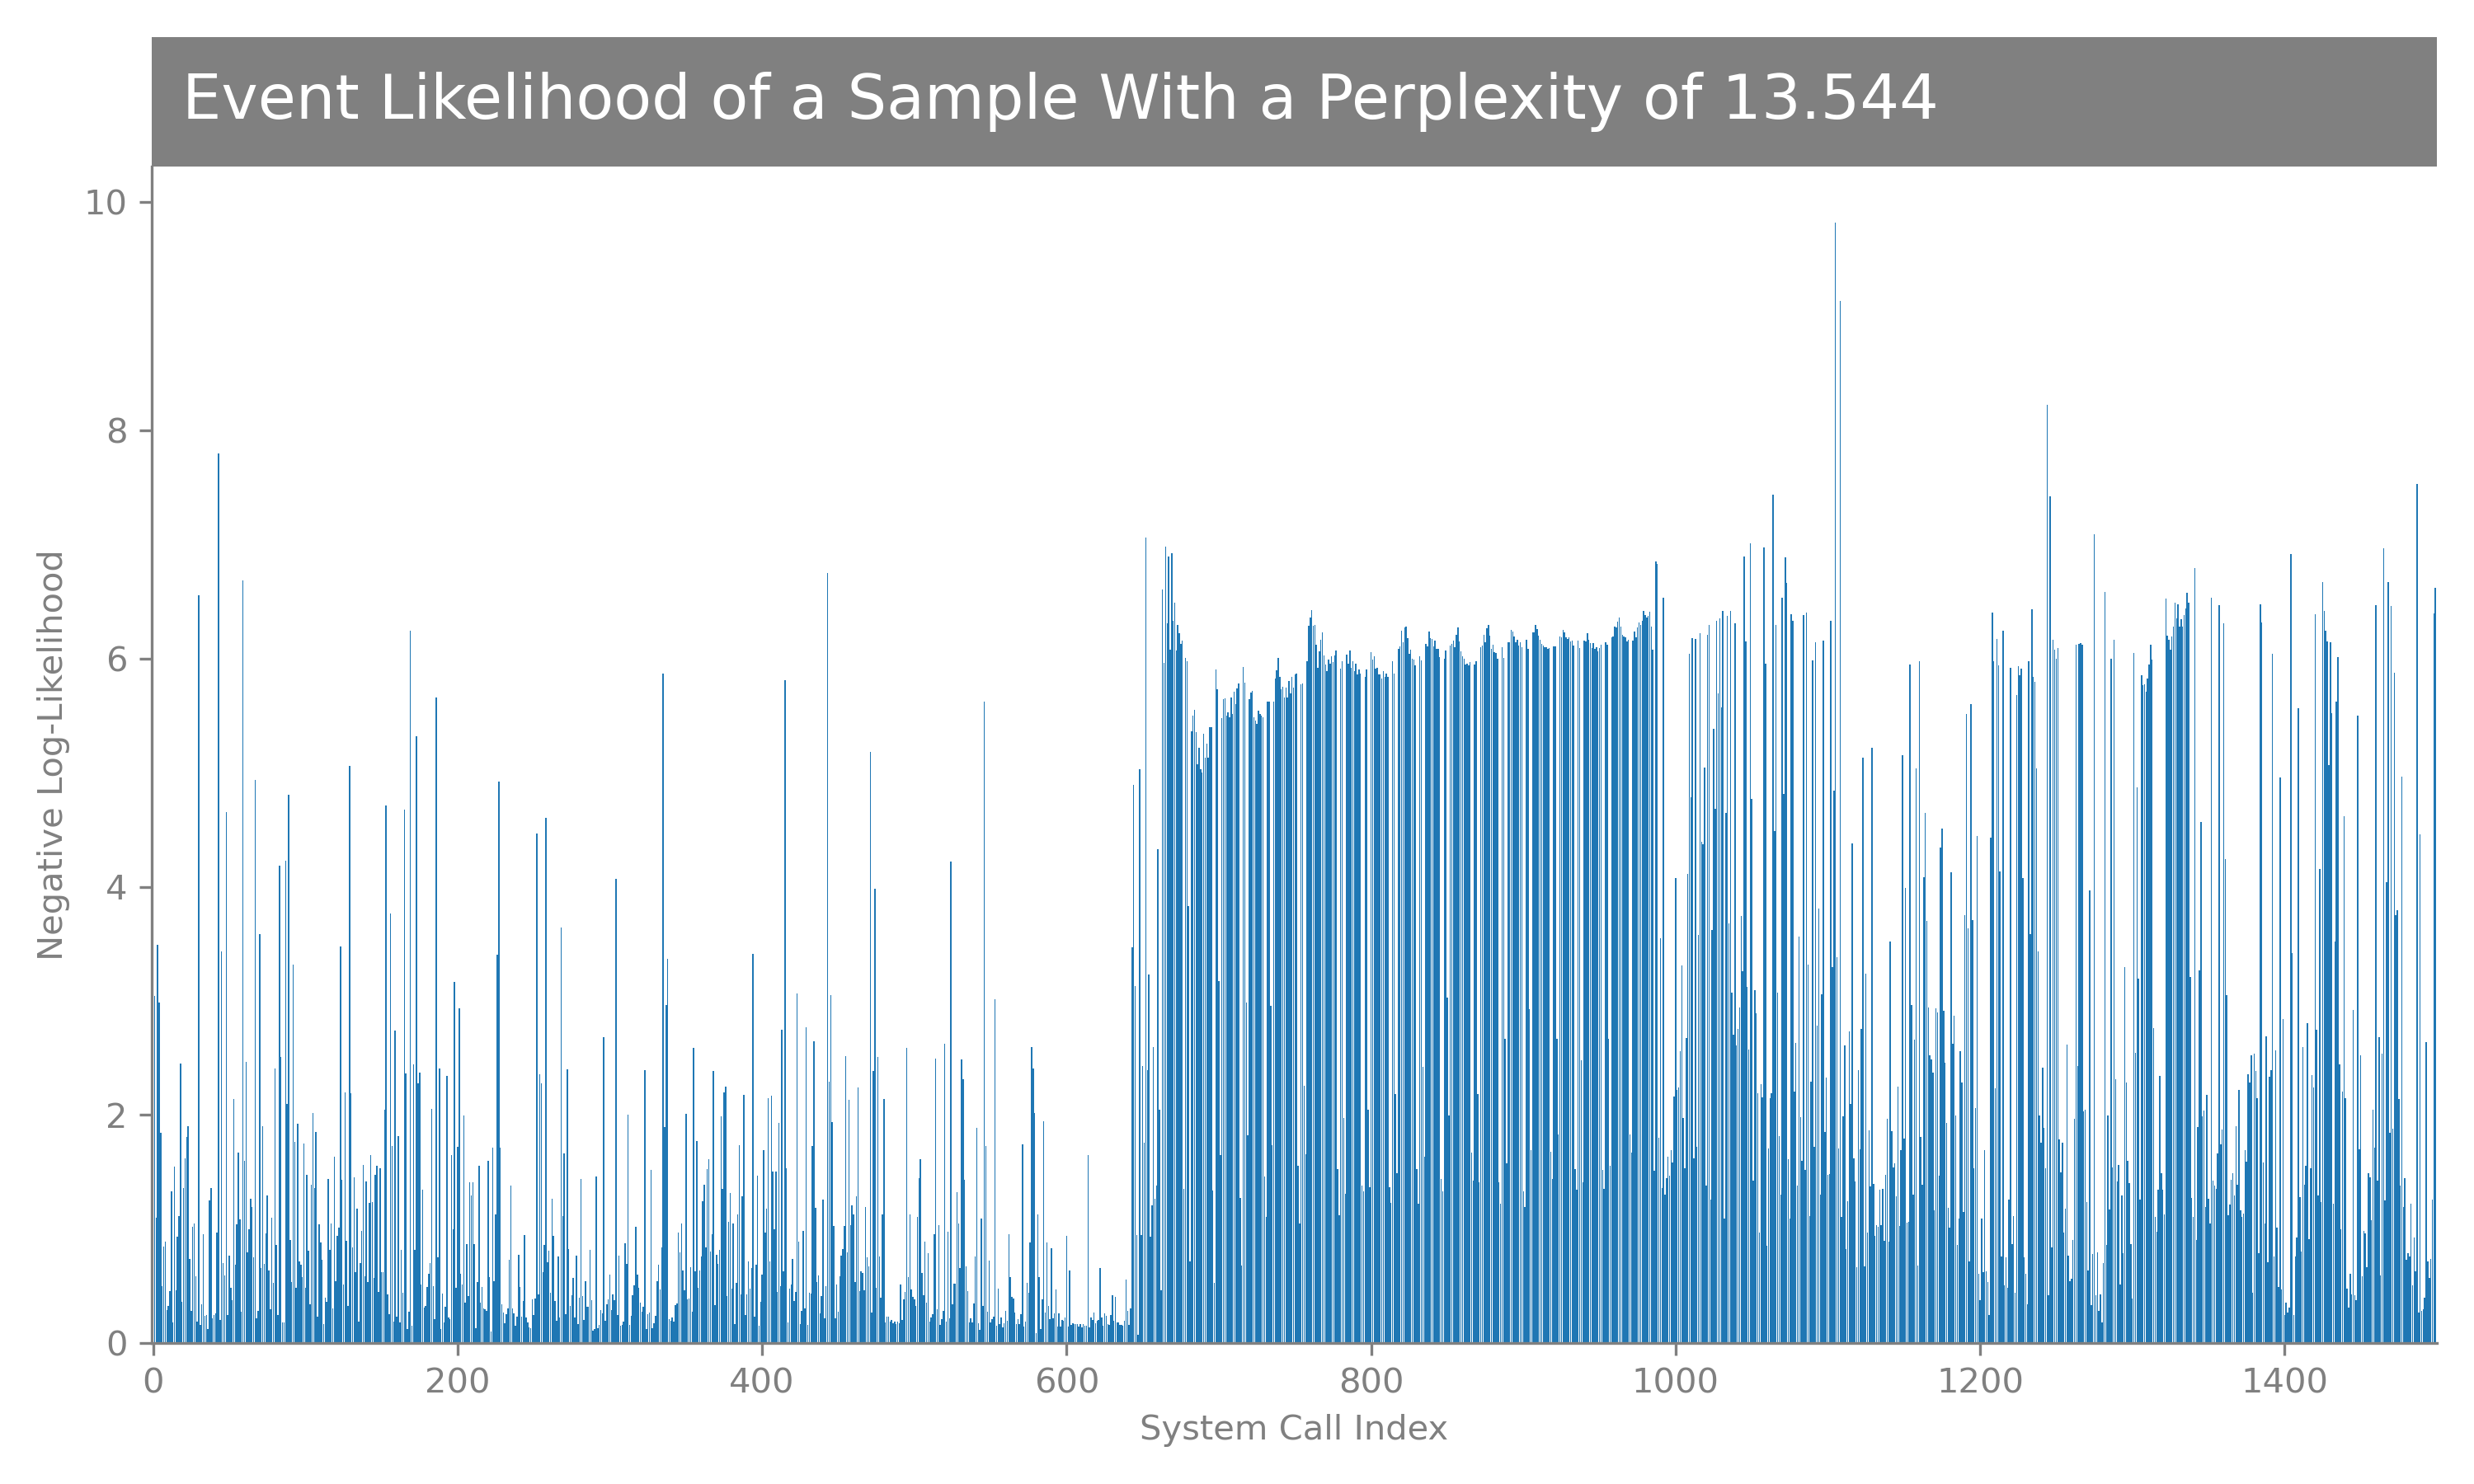 Event Likelihood of a Sample With a Perplexity of 13.544
10
8
6
4
2
0
Negative Log-Likelihood
0 200 400 600 800 1000 1200 1400
System Call Index